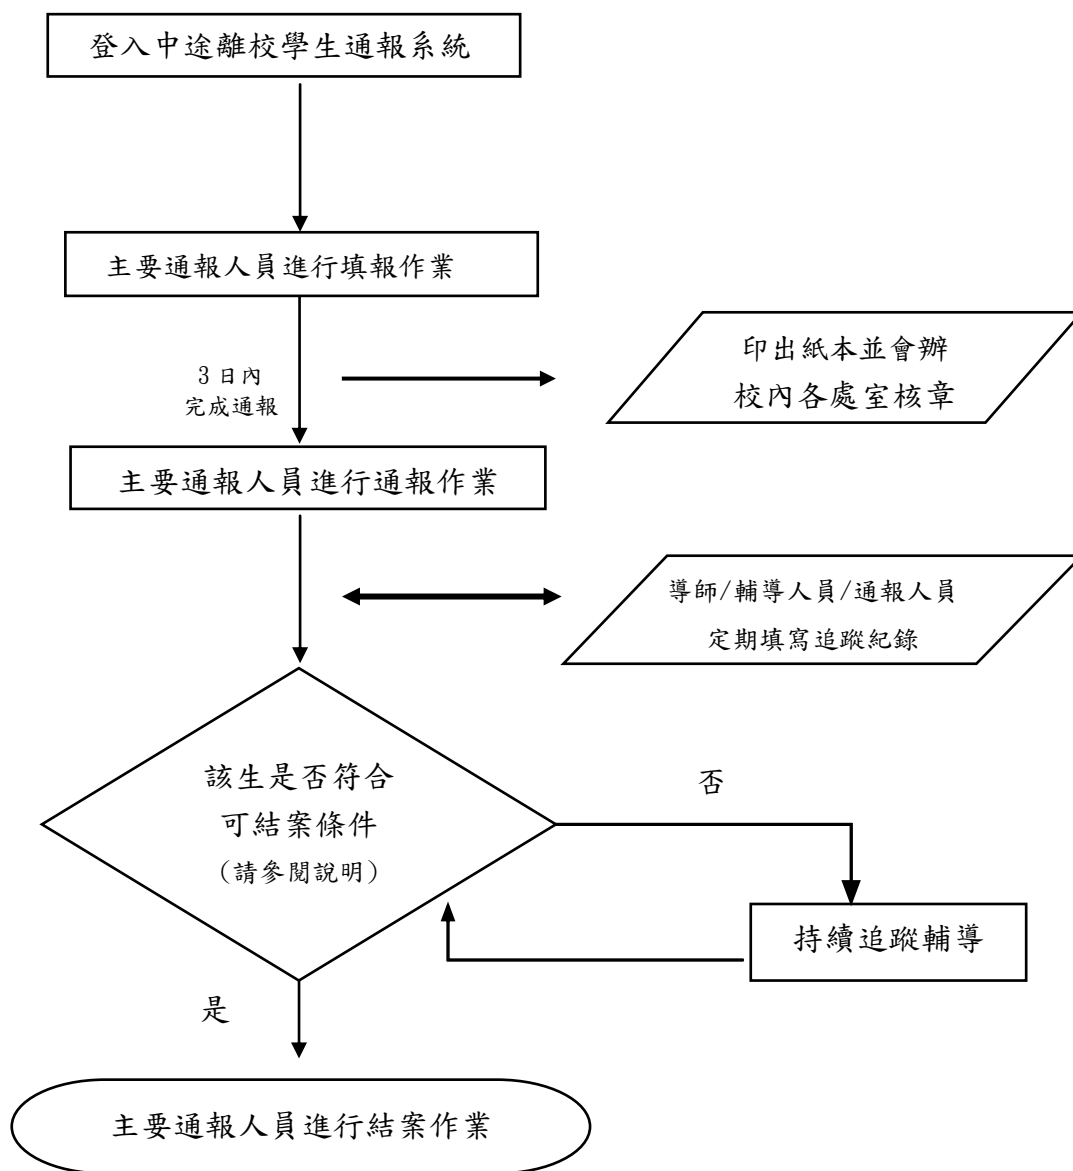 登入中途離校學生通報系統
主要通報人員進行填報作業
3 日內
完成通報
印出紙本並會辦
校內各處室核章
主要通報人員進行通報作業
導師/輔導人員/通報人員
定期填寫追蹤紀錄
該生是否符合
可結案條件
(請參閱說明)
否
持續追蹤輔導
是
主要通報人員進行結案作業